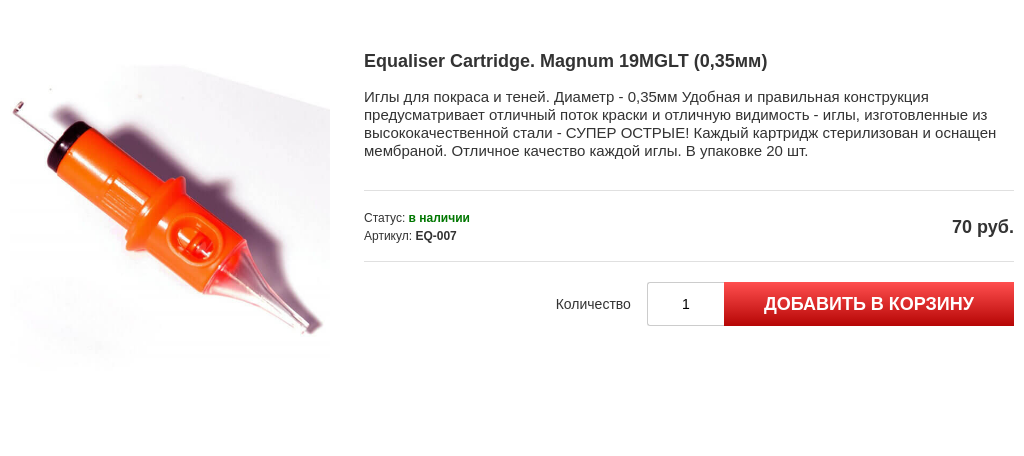 Equaliser Cartridge. Magnum 19MGLT (0,35мм)
Иглы для покраса и теней. Диаметр - 0,35мм Удобная и правильная конструкция
предусматривает отличный поток краски и отличную видимость - иглы, изготовленные из
высококачественной стали - СУПЕР ОСТРЫЕ! Каждый картридж стерилизован и оснащен
мембраной. Отличное качество каждой иглы. В упаковке 20 шт.
Статус: в наличии
Артикул: EQ-007
70 руб.
Количество 1 ДОБАВИТЬ В КОРЗИНУ